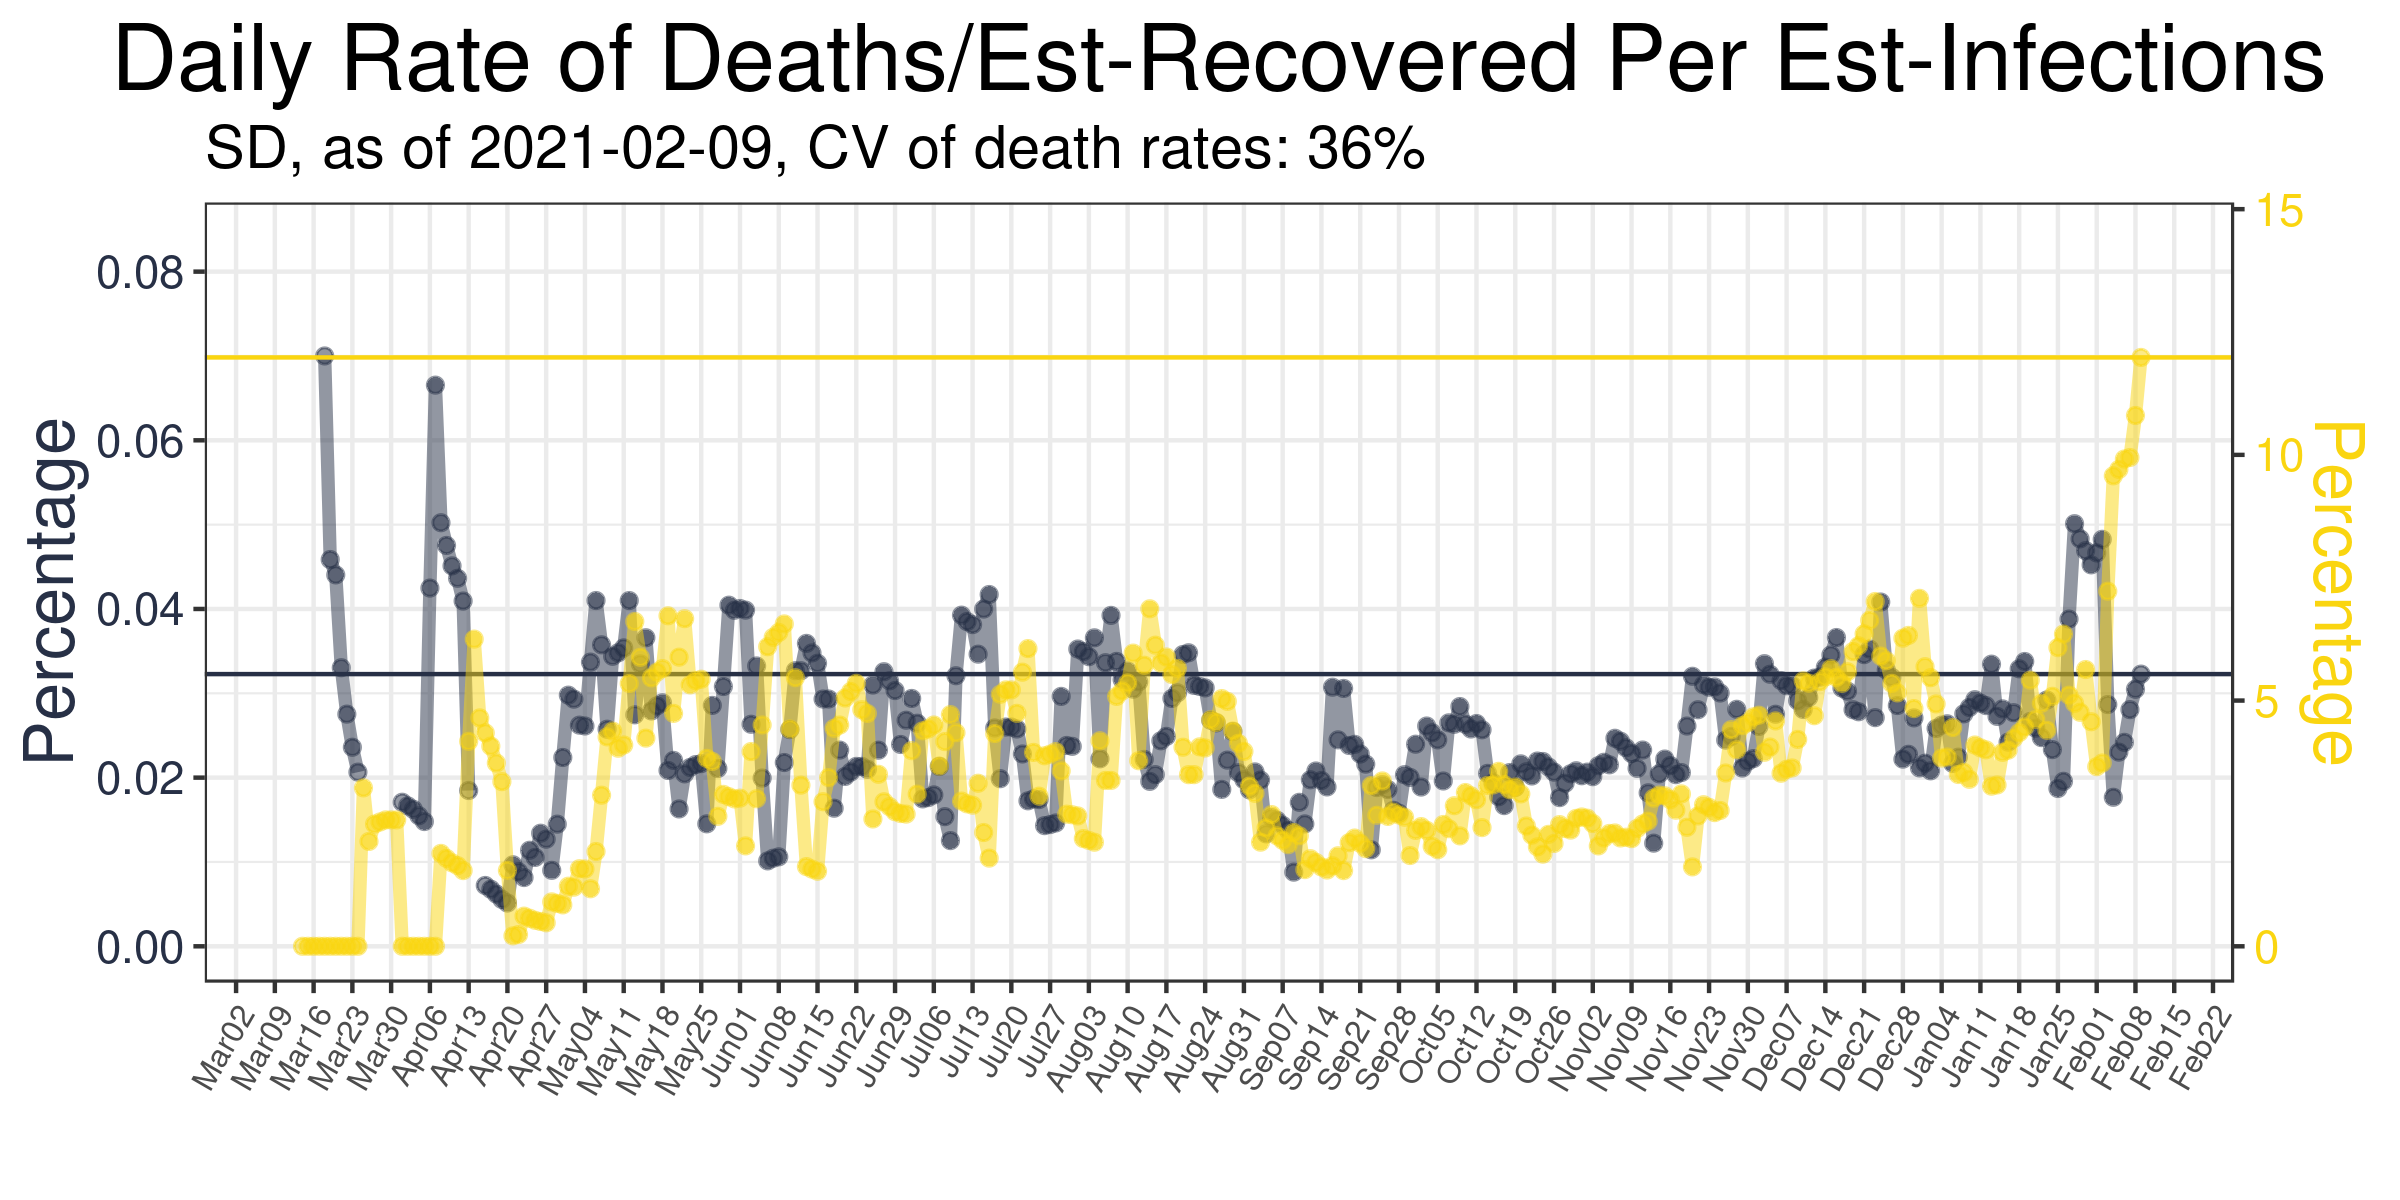 Daily Rate of Deaths/Est-Recovered Per Est-Infections
SD, as of 2021-02-09, CV of death rates: 36%
Percentage
0.08
0.06
0.04
0.02
0.00
15
10
5
0
Percentage
Mar02
Mar09
Mar16
Mar23
Mar30
Apr06
Apr13
Apr20
Apr27
May04
May11
May18
May25
Jun01
Jun08
Jun15
Jun22
Jun29
Jul06
Jul13
Jul20
Jul27
Aug03
Aug10
Aug17
Aug24
Aug31
Sep07
Sep14
Sep21
Sep28
Oct05
Oct12
Oct19
Oct26
Nov02
Nov09
Nov16
Nov23
Nov30
Dec07
Dec14
Dec21
Dec28
Jan04
Jan11
Jan18
Jan25
Feb01
Feb08
Feb15
Feb22